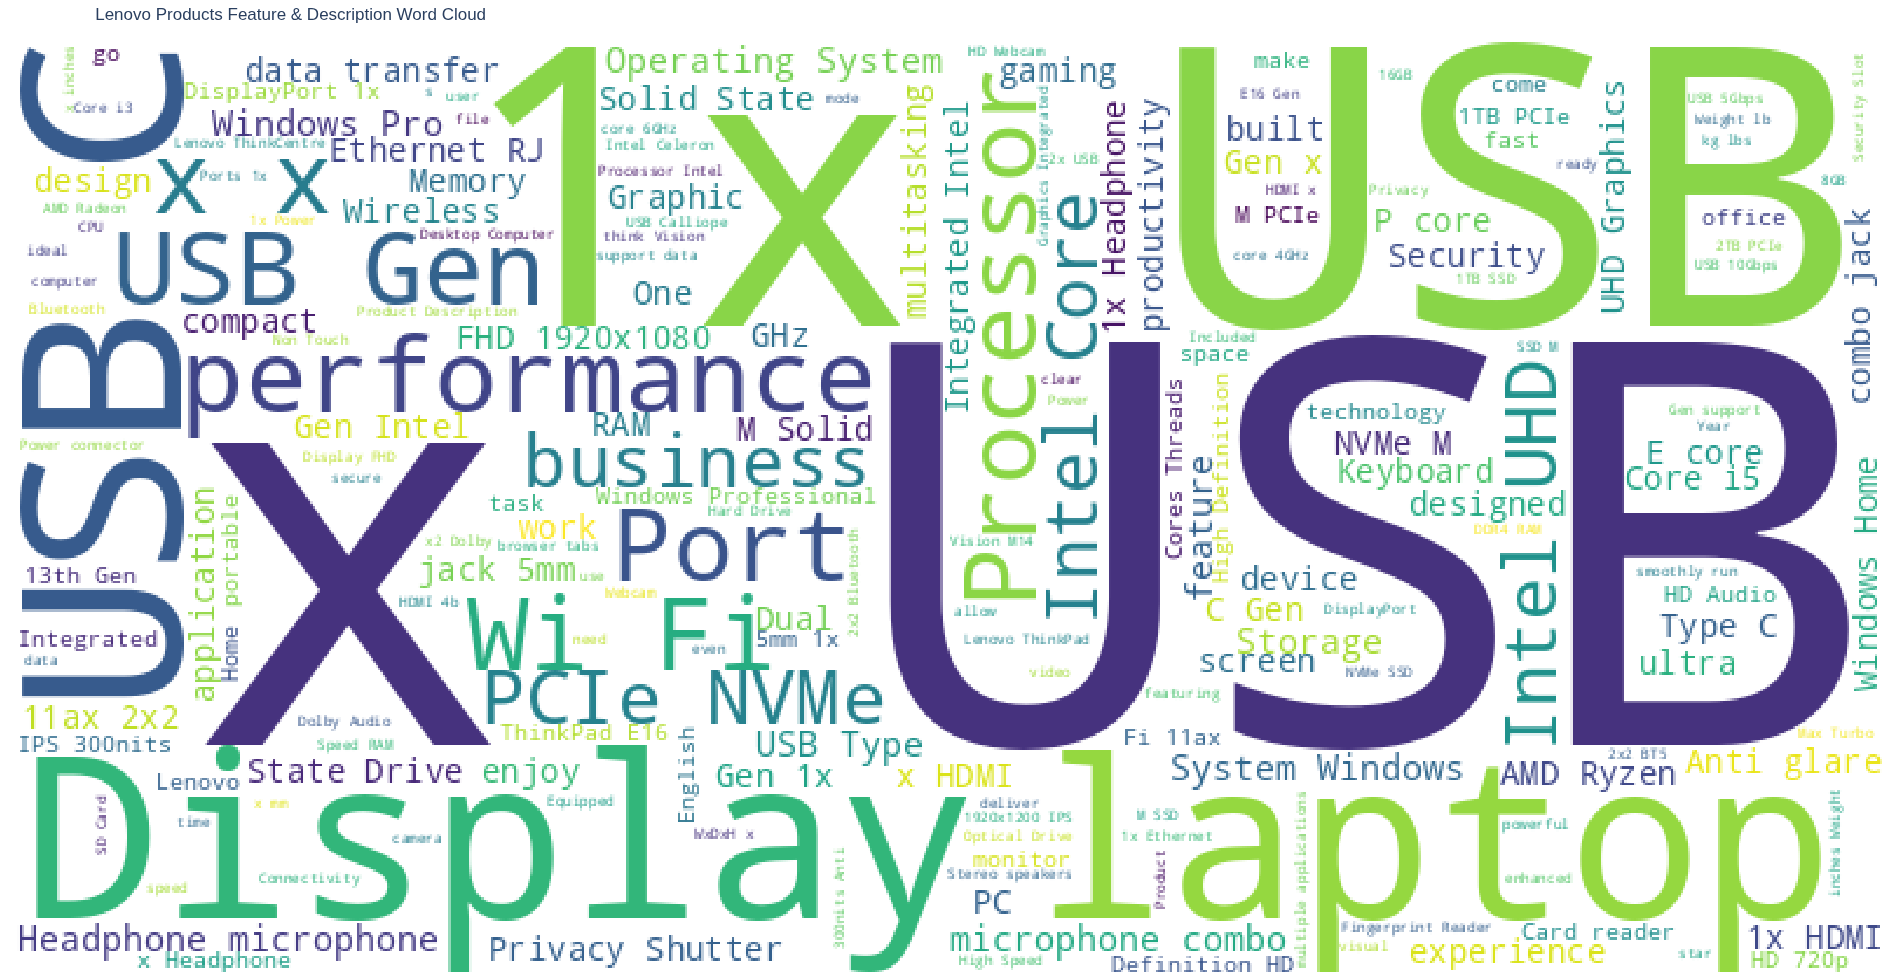 Lenovo Products Feature & Description Word Cloud
x inches
go
data transfer
Operating System
HD Webcam
gaming
make
16GB
come
Security Slot
USB C
DisplayPort 1x
s
user
Solid State
mode
E16 Gen
1TB PCIe
USB 5Gbps
Core i3
1x USB
Windows Pro
file
core 6GHz
multitasking
Integrated Intel
Processor
Graphics Integrated
1x Headphone
productivity
built
fast
UHD Graphics
Weight lb
Lenovo ThinkCentre
Ethernet RJ
Intel Celeron
2x USB
Gen x
ready
kg lbs
design
x x
Ports 1x
Memory
Processor Intel
HDMI x
Privacy
8GB
AMD Radeon
Wireless
Graphic
Intel Core
M PCIe
P core
office
combo jack
CPU
1x Power
USB Calliope
ideal
USB Gen
Desktop Computer
think Vision
core 4GHz
Security
2TB PCIe
computer
support data
1TB SSD
USB 10Gbps
Bluetooth
Product Description
One
compact
Non Touch
FHD 1920x1080
GHz
Included
space
SSD M
performance
x USB
clear
Power
Cores Threads
High Definition
technology
Intel UHD
Gen support
Year
Gen Intel
RAM
M Solid
NVMe M
E core
Power connector
Display FHD
business
feature
Keyboard
Core i5
Windows Home
secure
application
Home portable
task
Windows Professional
Hard Drive
designed
work
Port
DDR4 RAM
x2 Dolby
browser tabs
2x2 Bluetooth
Vision M14
13th Gen
jack 5mm
use
device
smoothly run
HDMI 4b
Webcam
allow
C Gen
DisplayPort
HD Audio
Integrated
Wi Fi
need
Dual
5mm 1x
Lenovo ThinkPad
Storage
Type C
data
even
video
screen
NVMe SSD
ultra
PCIe NVMe
featuring
11ax 2x2
Dolby Audio
ThinkPad E16
English
IPS 300nits
Speed RAM
USB Type
Fi 11ax
2x2 BT5
Max Turbo
Display laptop
Lenovo
State Drive
enjoy
Gen 1x
x HDMI
System Windows
AMD Ryzen
Anti glare
SD Card
x mm
Equipped
deliver
M SSD
multiple applications
inches Weight
time
camera
WxDxH x
1920x1200 IPS
1x Ethernet
powerful
Optical Drive
speed
Connectivity
300nits Anti
monitor
Stereo speakers
Product
enhanced
PC
Headphone microphone
Privacy Shutter
microphone combo
Fingerprint Reader
Card reader
1x HDMI
x Headphone
High Speed
Definition HD
visual
experience
star
HD 720p